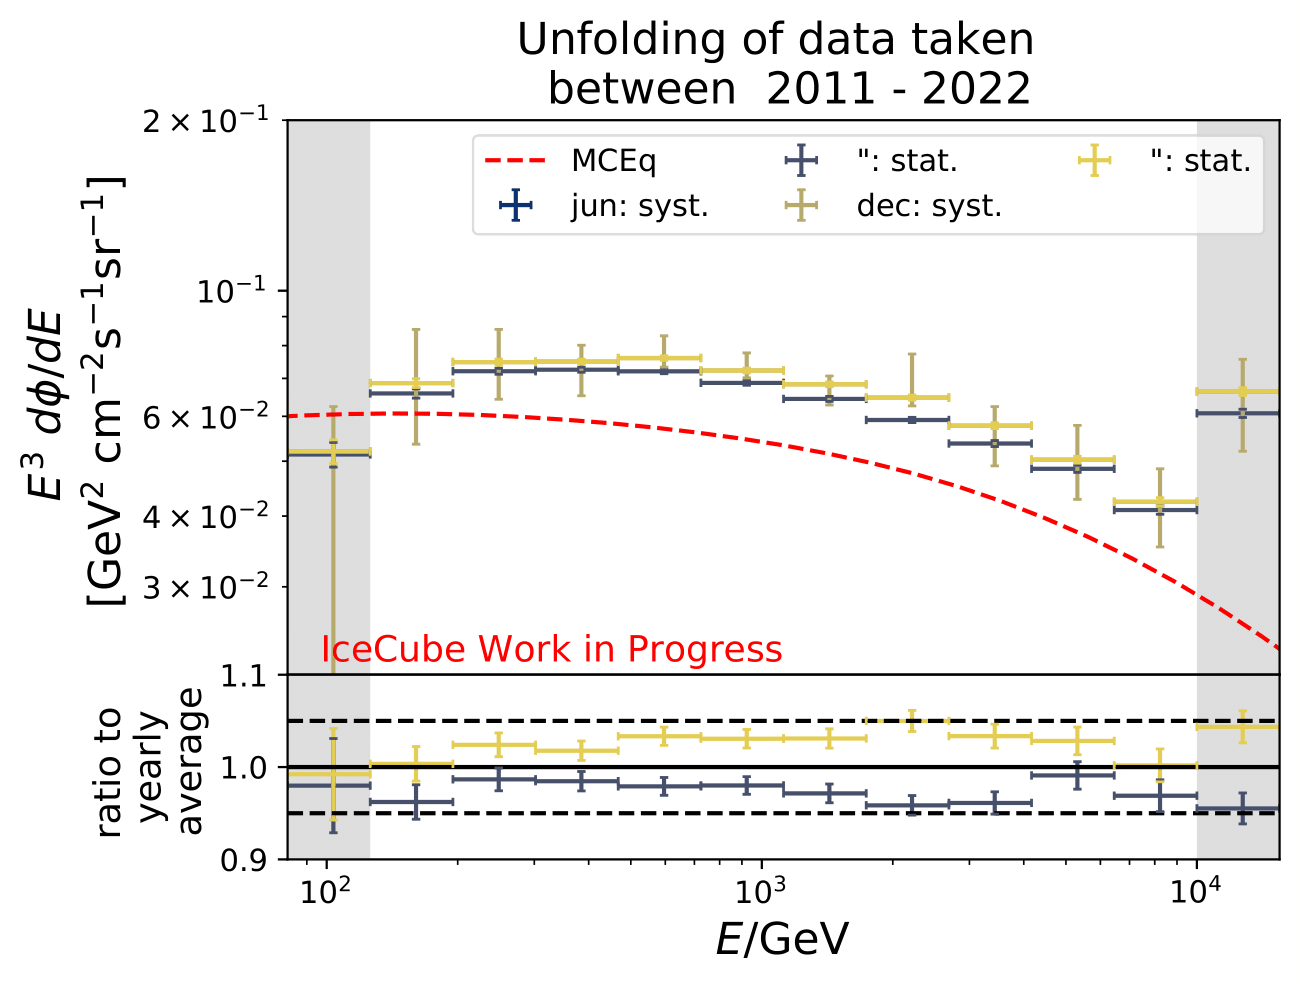 Unfolding of data taken
between 2011 - 2022
2 × 10⁻¹
10⁻¹
6 × 10⁻²
4 × 10⁻²
3 × 10⁻²
E³ dϕ/dE
[GeV² cm⁻²s⁻¹sr⁻¹]
MCEq
jun: syst.
": stat.
dec: syst.
": stat.
IceCube Work in Progress
1.1
1.0
0.9
ratio to
yearly
average
10²
10³
10⁴
E/GeV